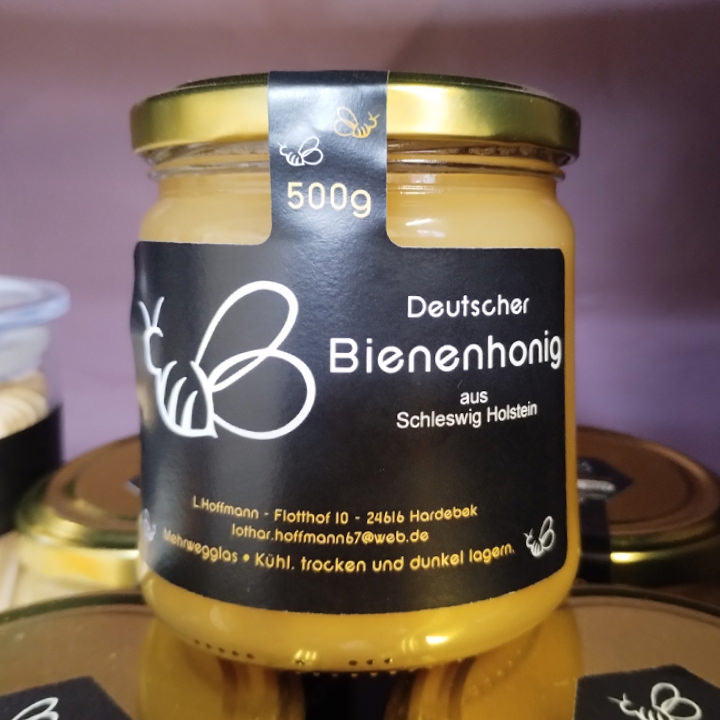 500g
Deutscher
Bienenhonig
aus
Schleswig Holstein
L.Hoffmann - Flotthof 10 - 24616 Hardebek
lothar.hoffmann67@web.de
Mehrwegglas • Kühl. trocken und dunkel lagern.